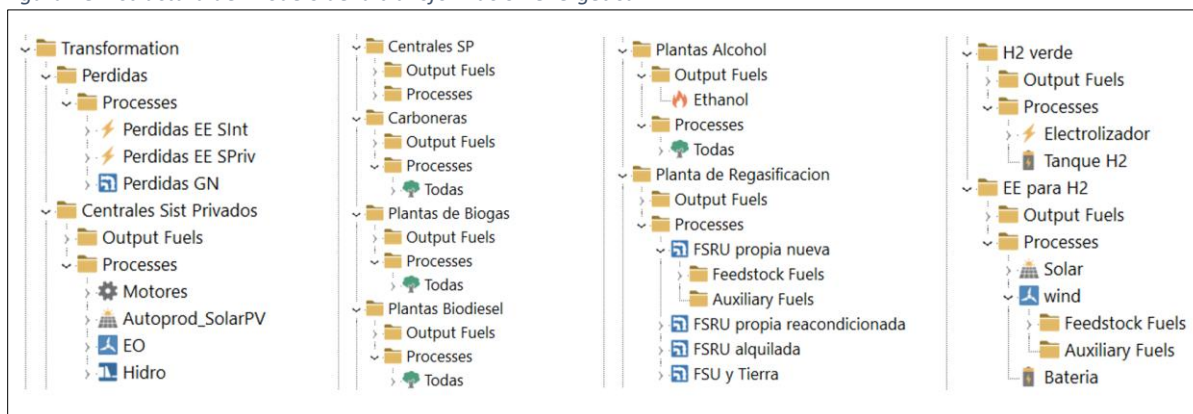 Transformation
Perdidas
Processes
Perdidas EE SInt
Perdidas EE SPriv
Perdidas GN
Centrales Sist Privados
Output Fuels
Processes
Motores
Autoprod_SolarPV
EO
Hidro
Centrales SP
Output Fuels
Processes
Carboneras
Output Fuels
Processes
Todas
Plantas de Biogas
Output Fuels
Processes
Todas
Plantas Biodiesel
Output Fuels
Processes
Todas
Plantas Alcohol
Output Fuels
Ethanol
Processes
Todas
Planta de Regasificacion
Output Fuels
Processes
FSRU propia nueva
Feedstock Fuels
Auxiliary Fuels
FSRU propia reacondicionada
FSRU alquilada
FSU y Tierra
H2 verde
Output Fuels
Processes
Electrolizador
Tanque H2
EE para H2
Output Fuels
Processes
Solar
wind
Feedstock Fuels
Auxiliary Fuels
Bateria